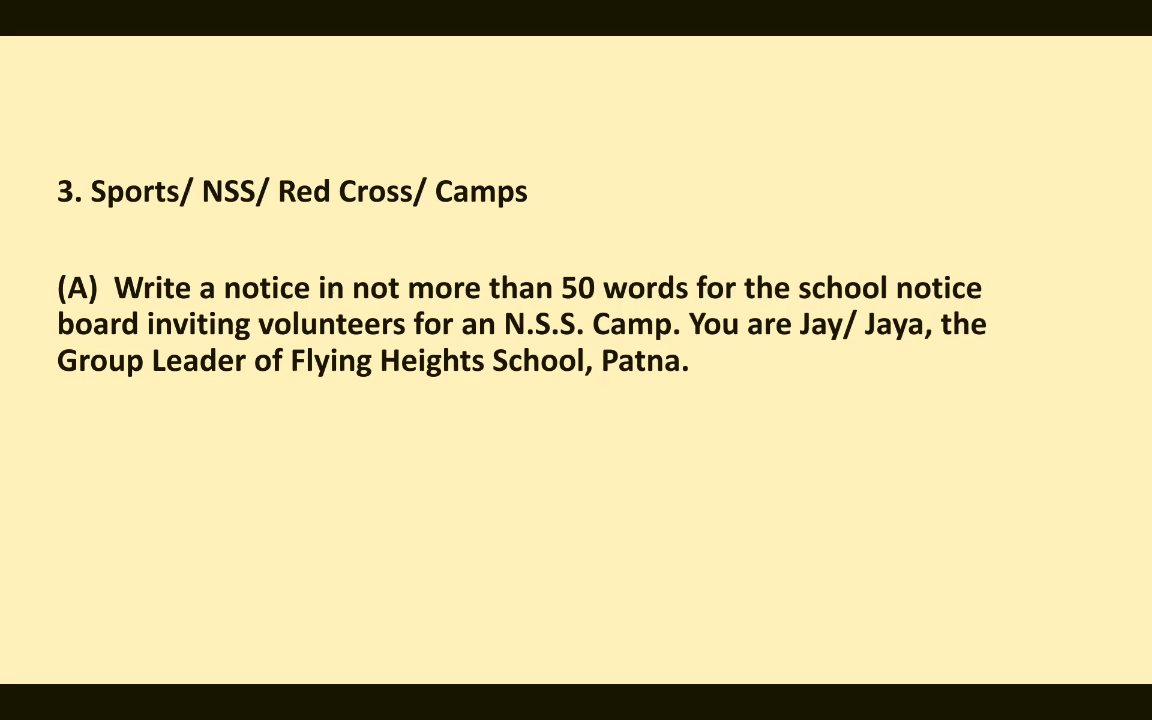 3. Sports/ NSS/ Red Cross/ Camps
(A) Write a notice in not more than 50 words for the school notice
board inviting volunteers for an N.S.S. Camp. You are Jay/ Jaya, the
Group Leader of Flying Heights School, Patna.